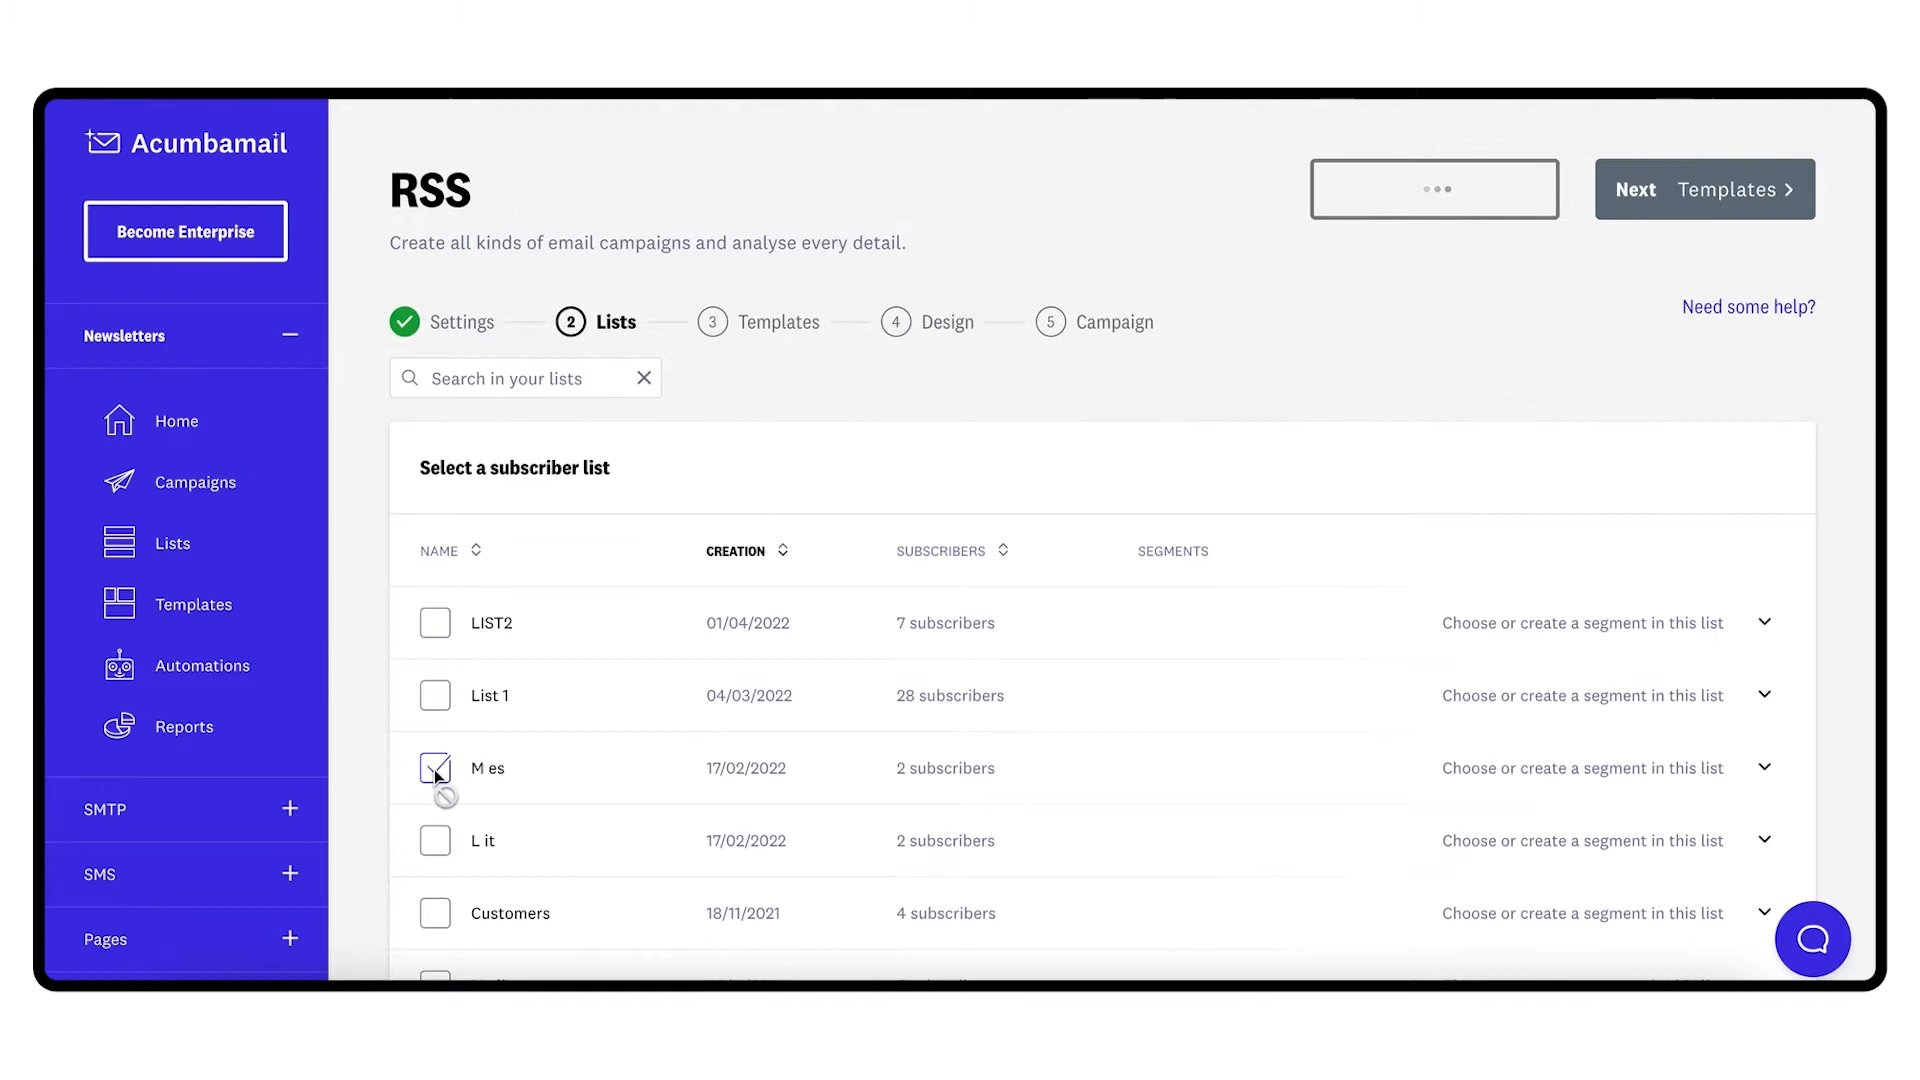 Acumbamail
Become Enterprise
Newsletters
Home
Campaigns
Lists
Templates
Automations
Reports
SMTP
SMS
Pages
RSS
Create all kinds of email campaigns and analyse every detail.
Next Templates
Need some help?
Settings 2 Lists 3 Templates 4 Design 5 Campaign
Search in your lists
Select a subscriber list
NAME CREATION SUBSCRIBERS SEGMENTS
LIST2 01/04/2022 7 subscribers Choose or create a segment in this list
List 1 04/03/2022 28 subscribers Choose or create a segment in this list
M es 17/02/2022 2 subscribers Choose or create a segment in this list
L it 17/02/2022 2 subscribers Choose or create a segment in this list
Customers 18/11/2021 4 subscribers Choose or create a segment in this list